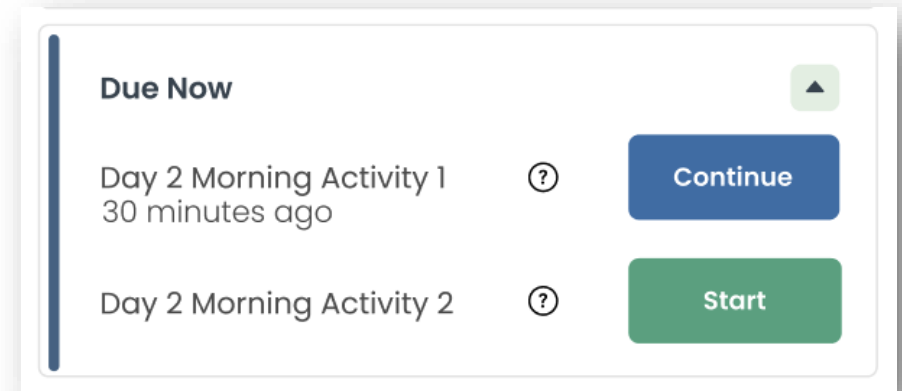 Due Now
Day 2 Morning Activity 1
?
Continue
30 minutes ago
Day 2 Morning Activity 2
?
Start